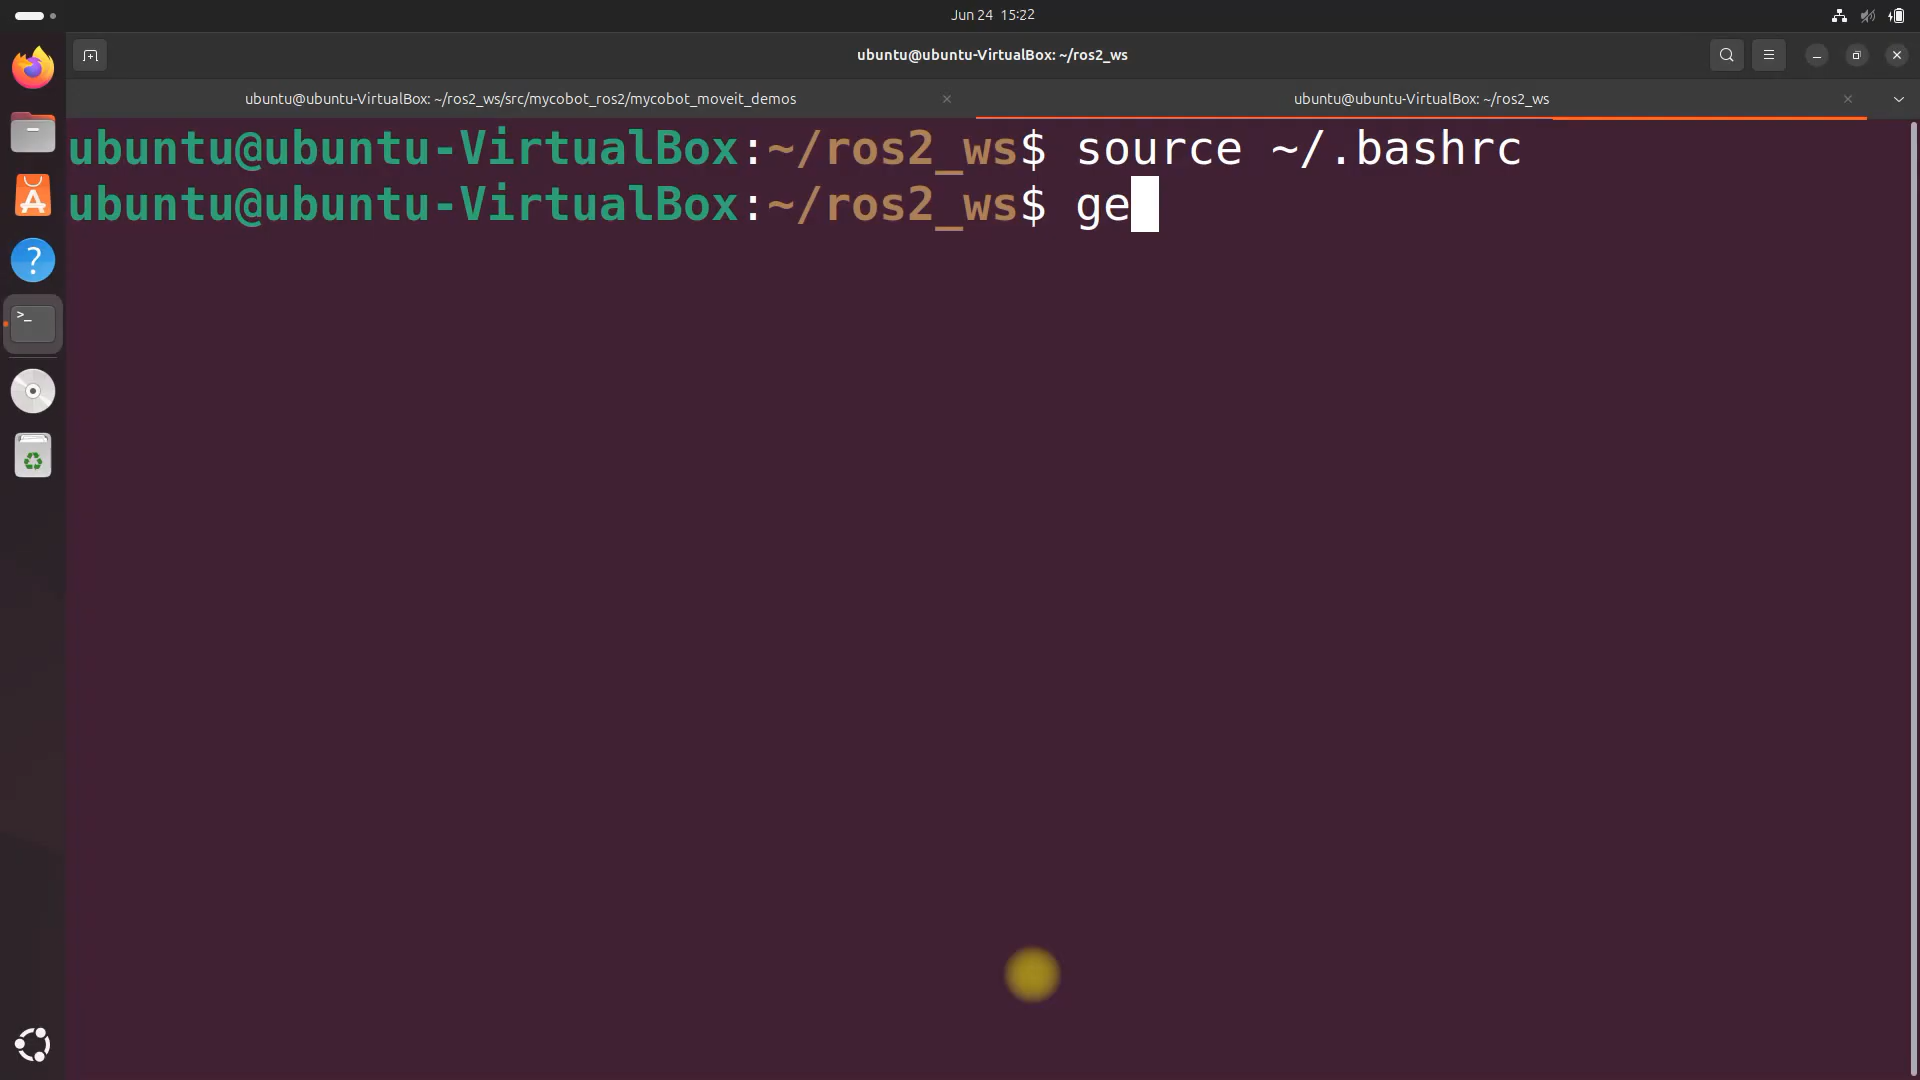 Jun 24 15:22
ubuntu@ubuntu-VirtualBox: ~/ros2_ws
ubuntu@ubuntu-VirtualBox: ~/ros2_ws/src/mycobot_ros2/mycobot_moveit_demos
ubuntu@ubuntu-VirtualBox: ~/ros2_ws
ubuntu@ubuntu-VirtualBox:~/ros2_ws$ source ~/.bashrc
ubuntu@ubuntu-VirtualBox:~/ros2_ws$ ge